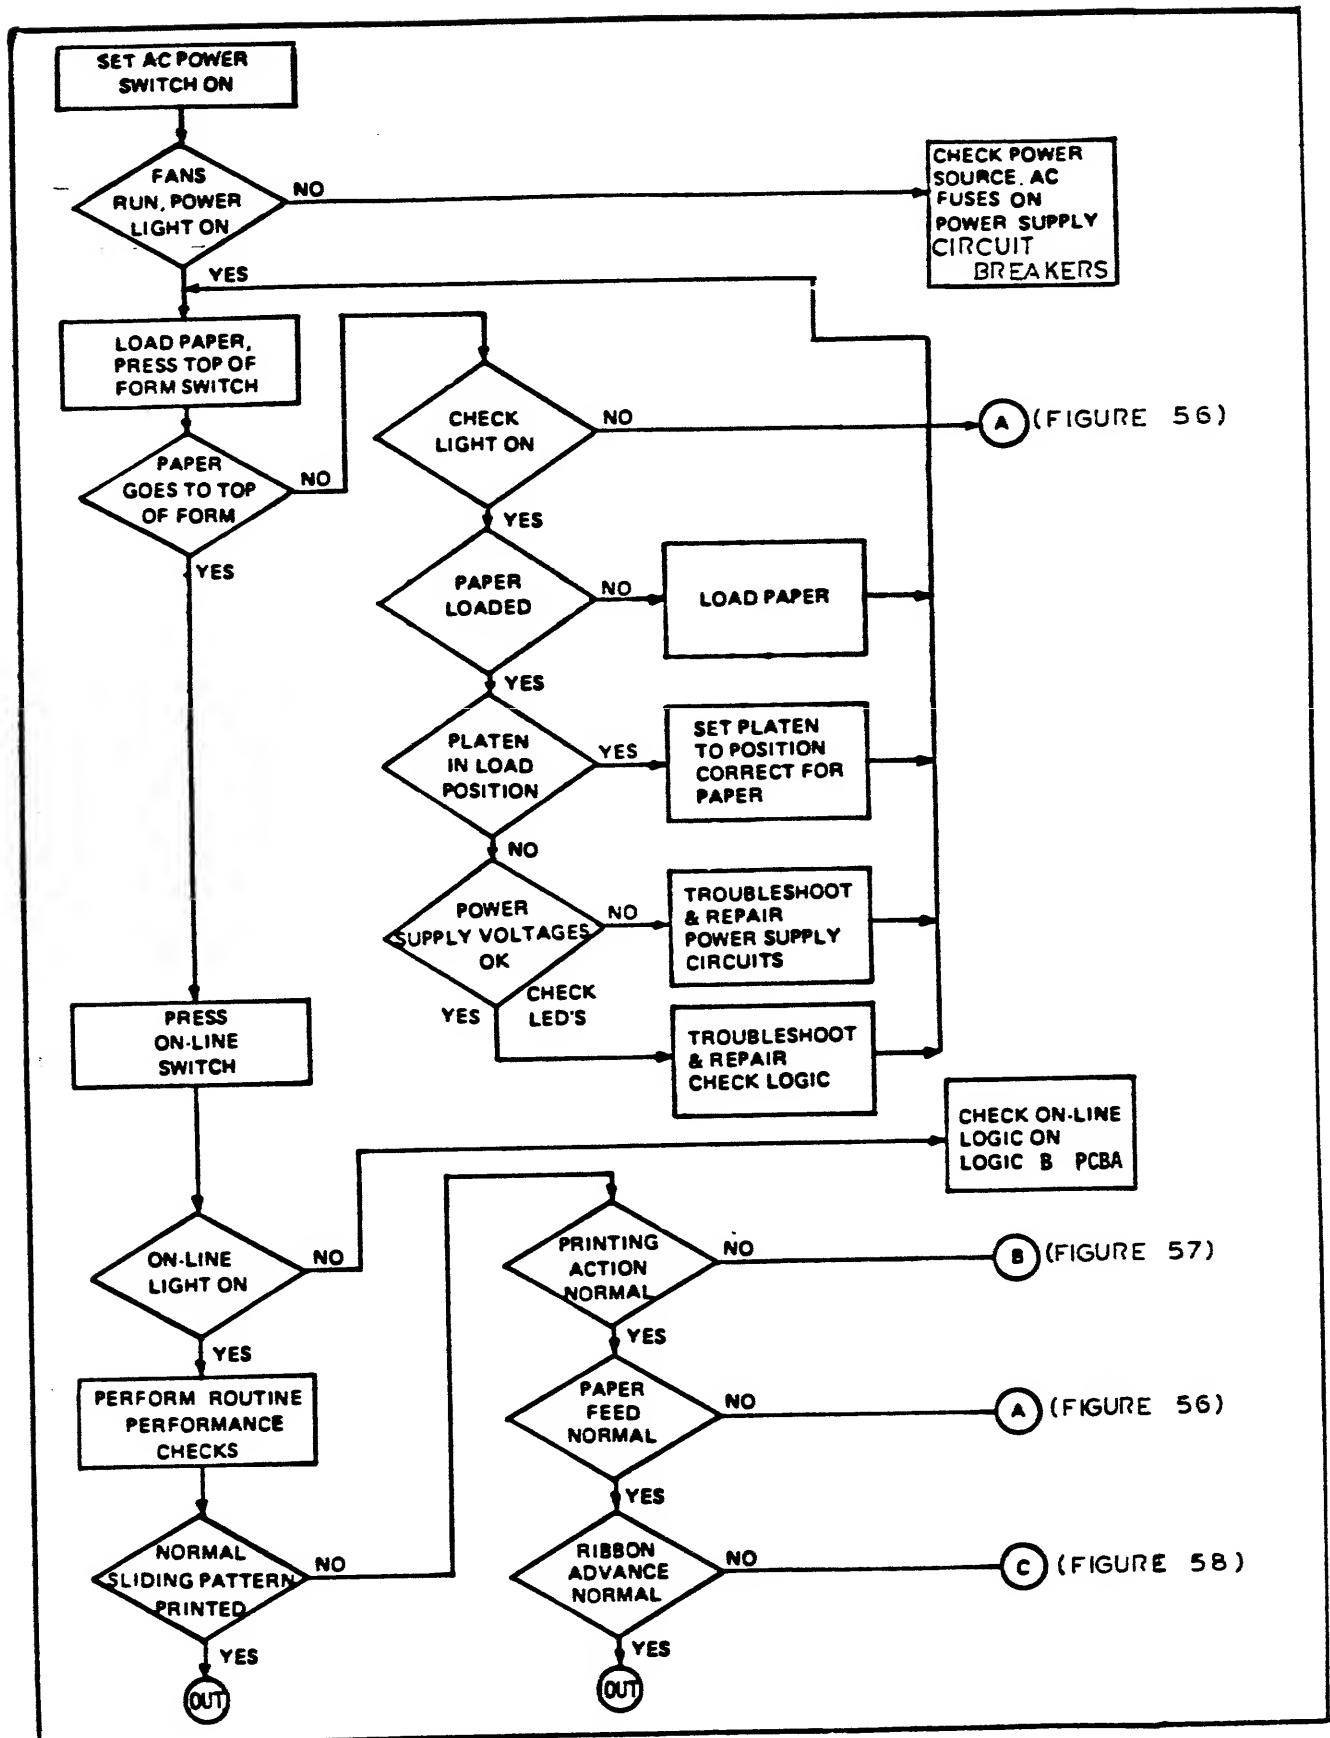 SET AC POWER
SWITCH ON
FANS
RUN, POWER
LIGHT ON
NO
CHECK POWER
SOURCE. AC
FUSES ON
POWER SUPPLY
CIRCUIT
BREAKERS
YES
LOAD PAPER,
PRESS TOP OF
FORM SWITCH
PAPER
GOES TO TOP
OF FORM
NO
YES
CHECK
LIGHT ON
NO
A (FIGURE 56)
YES
PAPER
LOADED
NO
LOAD PAPER
YES
PLATEN
IN LOAD
POSITION
YES
SET PLATEN
TO POSITION
CORRECT FOR
PAPER
NO
POWER
SUPPLY VOLTAGES
OK
NO
TROUBLESHOOT
& REPAIR
POWER SUPPLY
CIRCUITS
YES
CHECK
LED'S
TROUBLESHOOT
& REPAIR
CHECK LOGIC
PRESS
ON-LINE
SWITCH
ON-LINE
LIGHT ON
NO
CHECK ON-LINE
LOGIC ON
LOGIC B PCBA
YES
PERFORM ROUTINE
PERFORMANCE
CHECKS
NORMAL
SLIDING PATTERN
PRINTED
NO
YES
OUT
PRINTING
ACTION
NORMAL
NO
B (FIGURE 57)
YES
PAPER
FEED
NORMAL
NO
A (FIGURE 56)
YES
RIBBON
ADVANCE
NORMAL
NO
C (FIGURE 58)
YES
OUT